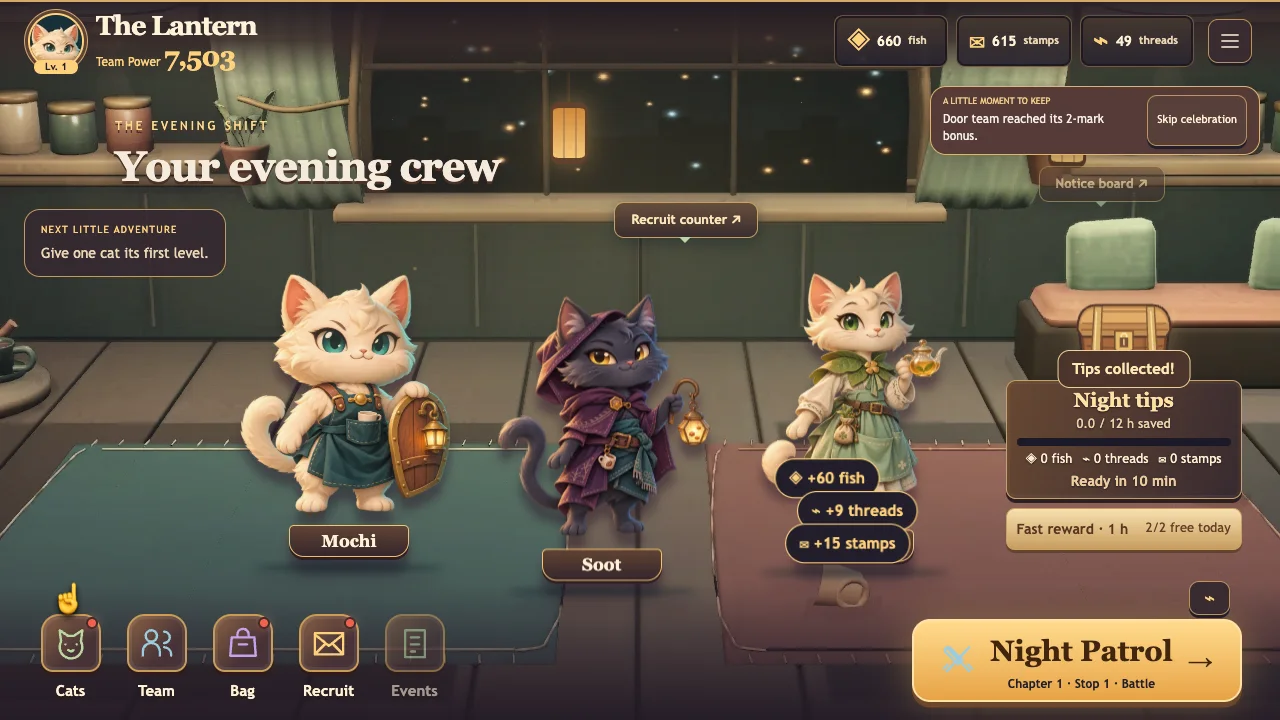 The Lantern
Lv. 1
Team Power 7,503
660 fish
615 stamps
49 threads
A LITTLE MOMENT TO KEEP
Door team reached its 2-mark
bonus.
Skip celebration
THE EVENING SHIFT
Your evening crew
Notice board ↗
Recruit counter ↗
NEXT LITTLE ADVENTURE
Give one cat its first level.
Tips collected!
Night tips
0.0 / 12 h saved
0 fish 0 threads 0 stamps
Ready in 10 min
+60 fish
+9 threads
+15 stamps
Fast reward · 1 h 2/2 free today
Mochi
Soot
Cats
Team
Bag
Recruit
Events
Night Patrol →
Chapter 1 · Stop 1 · Battle